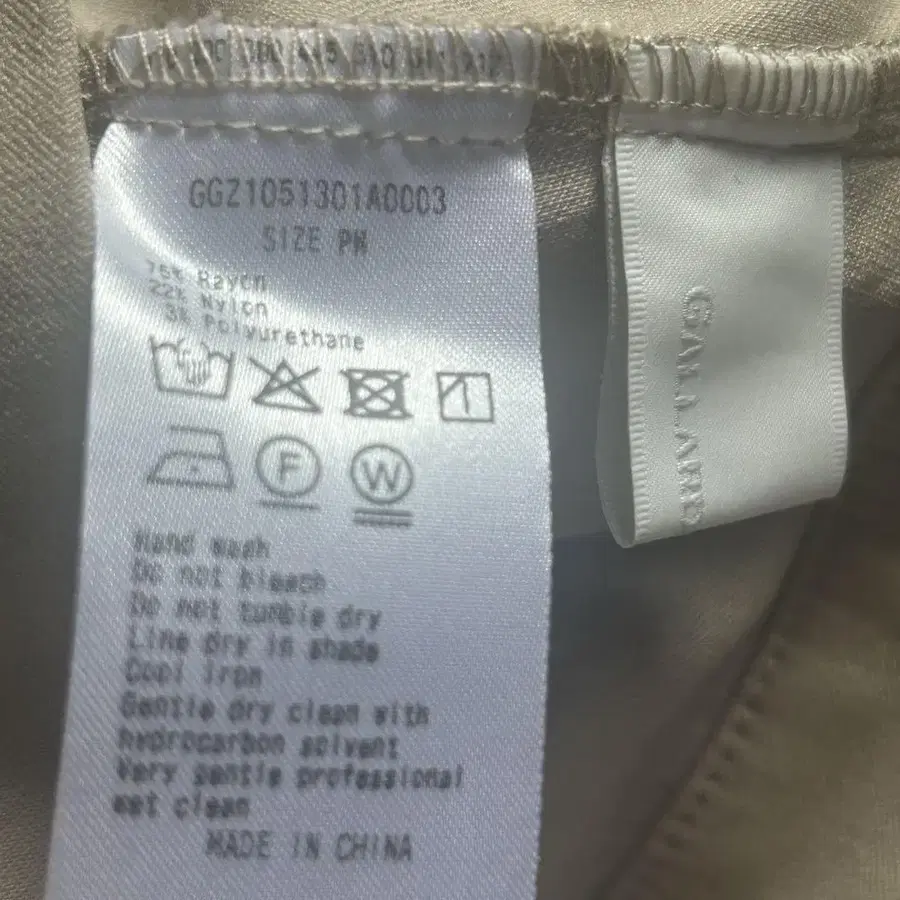 GGZ1051301A0003
SIZE PM
75% Rayon
22% Nylon
3% Polyurethane
F
W
Hand wash
Do not bleach
Do not tumble dry
Line dry in shade
Cool iron
Gentle dry clean with
hydrocarbon solvent
Very gentle professional
wet clean
MADE IN CHINA